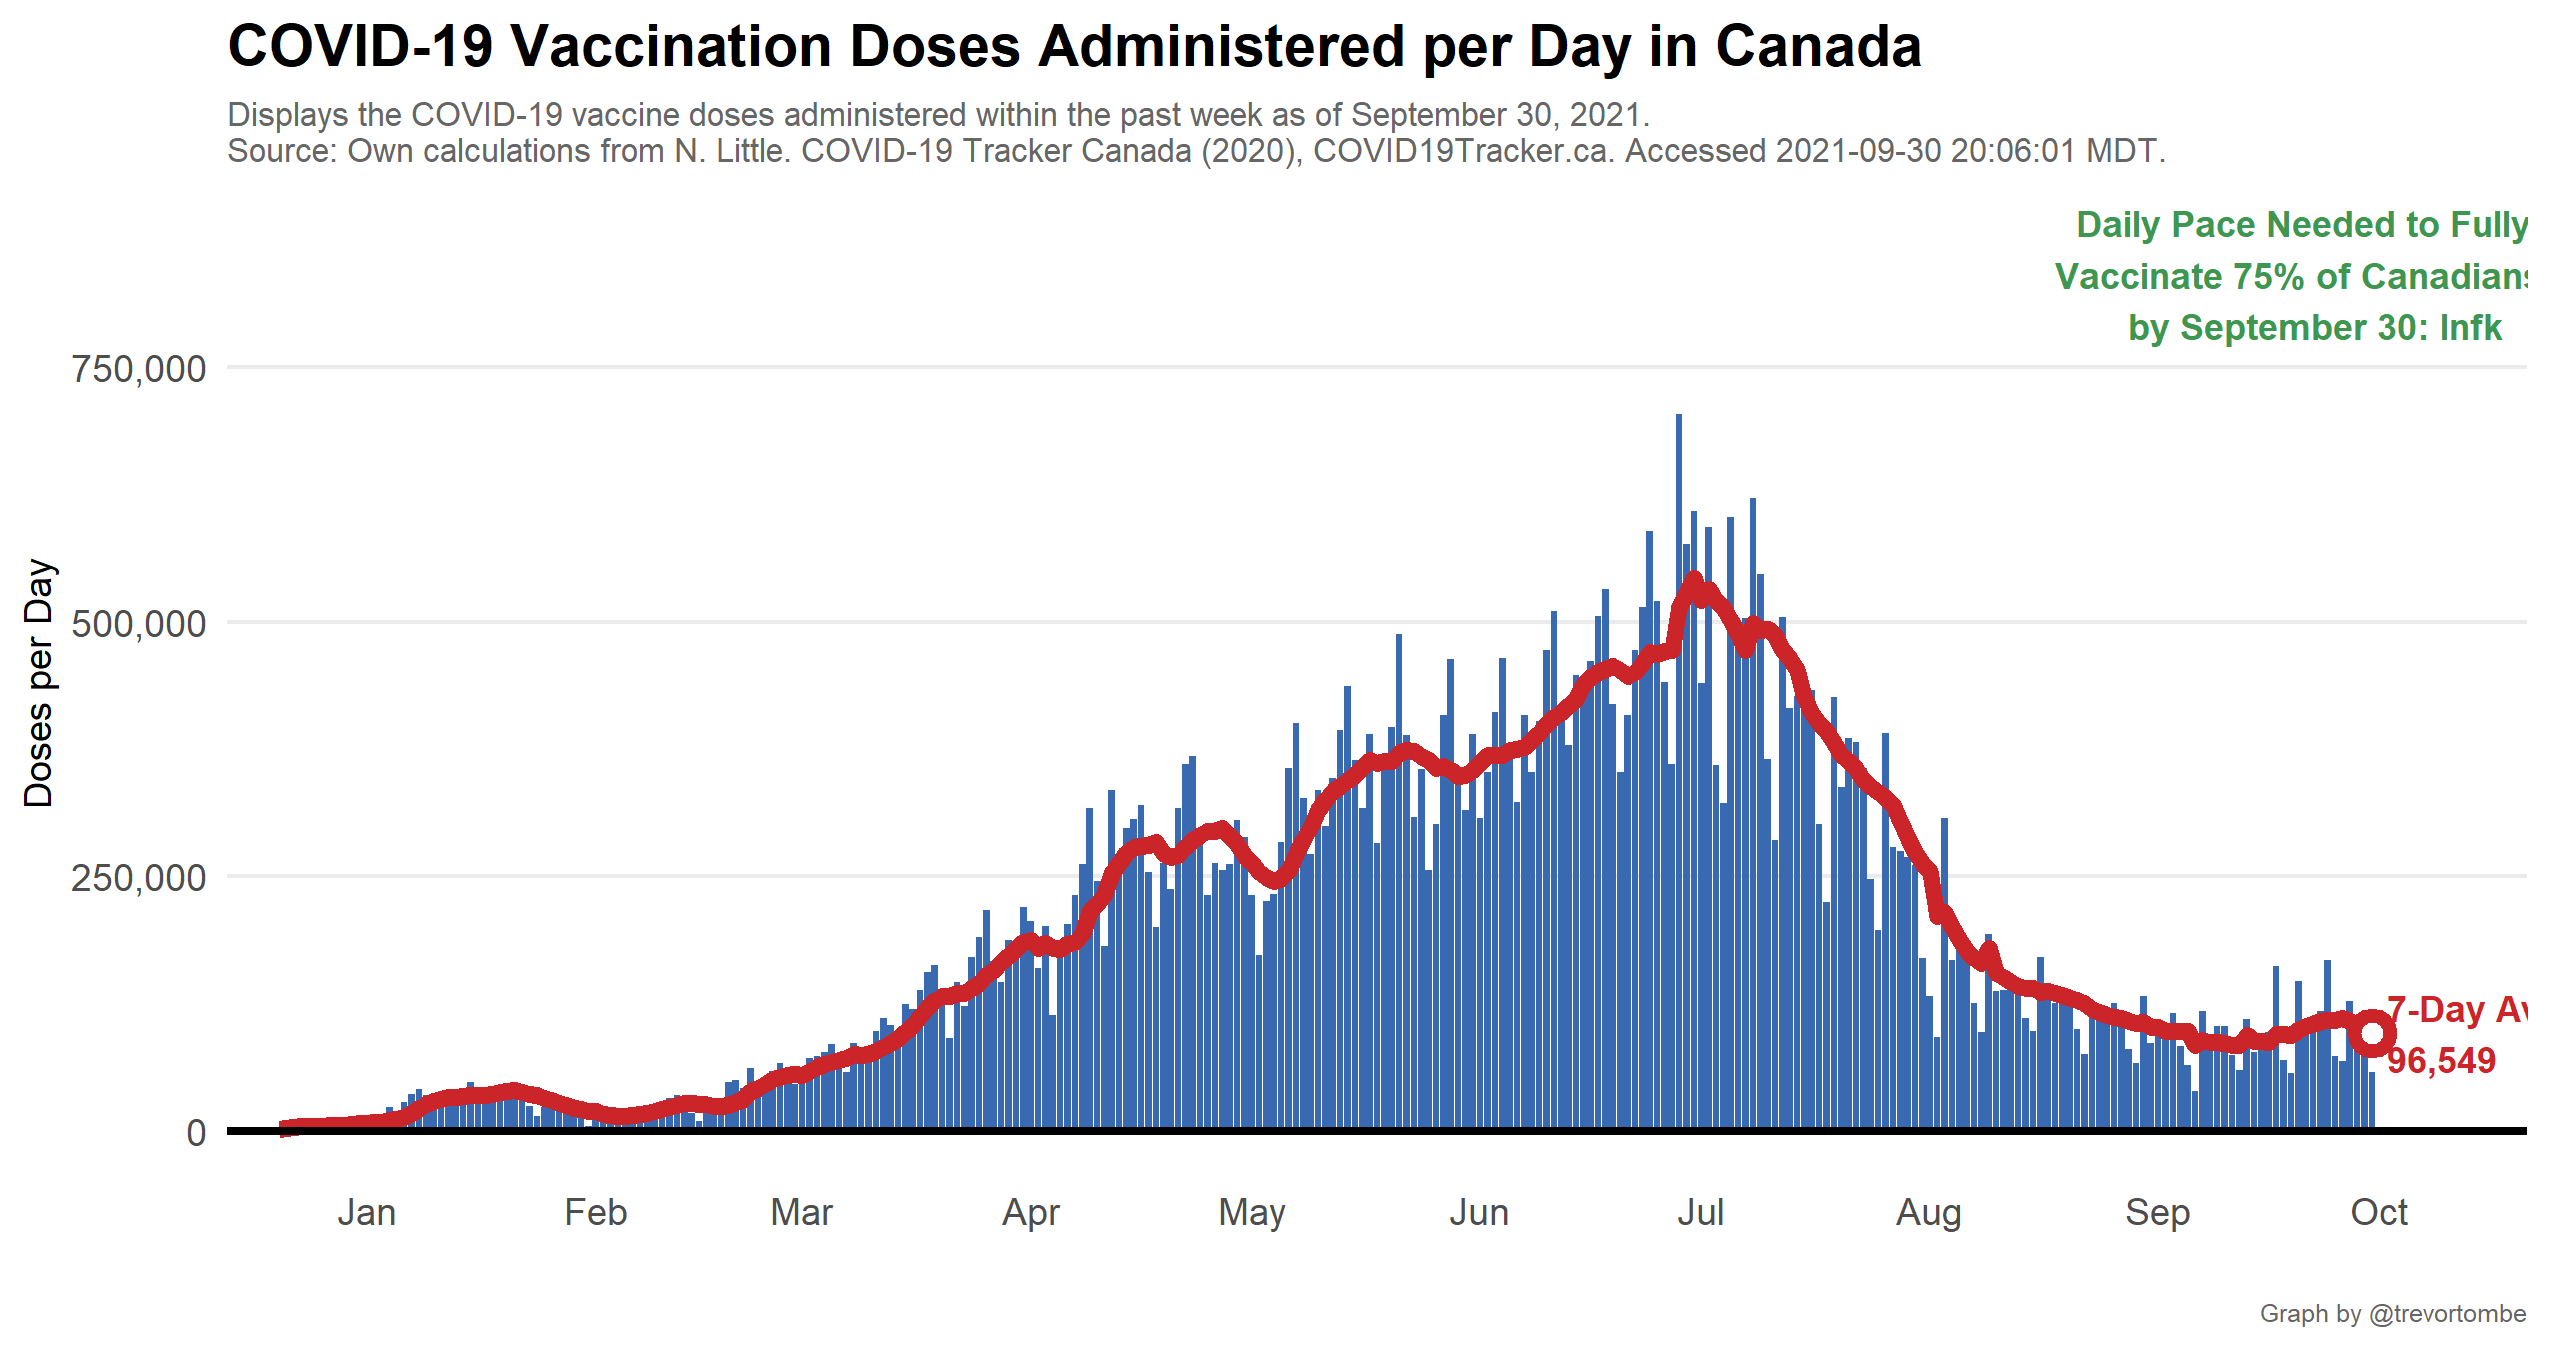 COVID-19 Vaccination Doses Administered per Day in Canada
Displays the COVID-19 vaccine doses administered within the past week as of September 30, 2021.
Source: Own calculations from N. Little. COVID-19 Tracker Canada (2020), COVID19Tracker.ca. Accessed 2021-09-30 20:06:01 MDT.
Daily Pace Needed to Fully
Vaccinate 75% of Canadians
by September 30: Infk
750,000
500,000
250,000
0
Doses per Day
7-Day Av
96,549
Jan Feb Mar Apr May Jun Jul Aug Sep Oct
Graph by @trevortombe